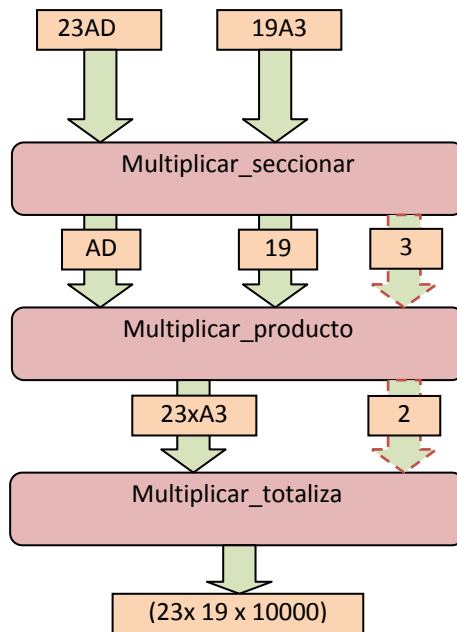 23AD 19A3
Multiplicar_seccionar
AD 19 3
Multiplicar_producto
23xA3 2
Multiplicar_totaliza
(23x 19 x 10000)